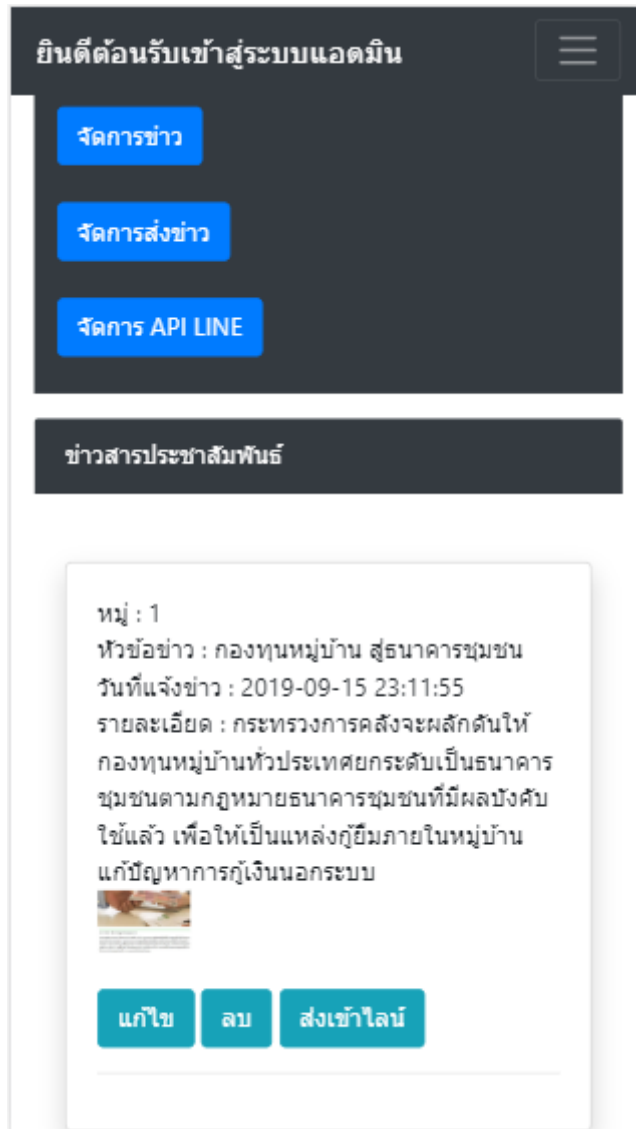 ยินดีต้อนรับเข้าสู่ระบบแอดมิน
จัดการข่าว
จัดการส่งข่าว
จัดการ API LINE
ข่าวสารประชาสัมพันธ์
หมู่ : 1
หัวข้อข่าว : กองทุนหมู่บ้าน สู่ธนาคารชุมชน
วันที่แจ้งข่าว : 2019-09-15 23:11:55
รายละเอียด : กระทรวงการคลังจะผลักดันให้
กองทุนหมู่บ้านทั่วประเทศยกระดับเป็นธนาคาร
ชุมชนตามกฎหมายธนาคารชุมชนที่มีผลบังคับ
ใช้แล้ว เพื่อให้เป็นแหล่งกู้ยืมภายในหมู่บ้าน
แก้ปัญหาการกู้เงินนอกระบบ
แก้ไข ลบ ส่งเข้าไลน์